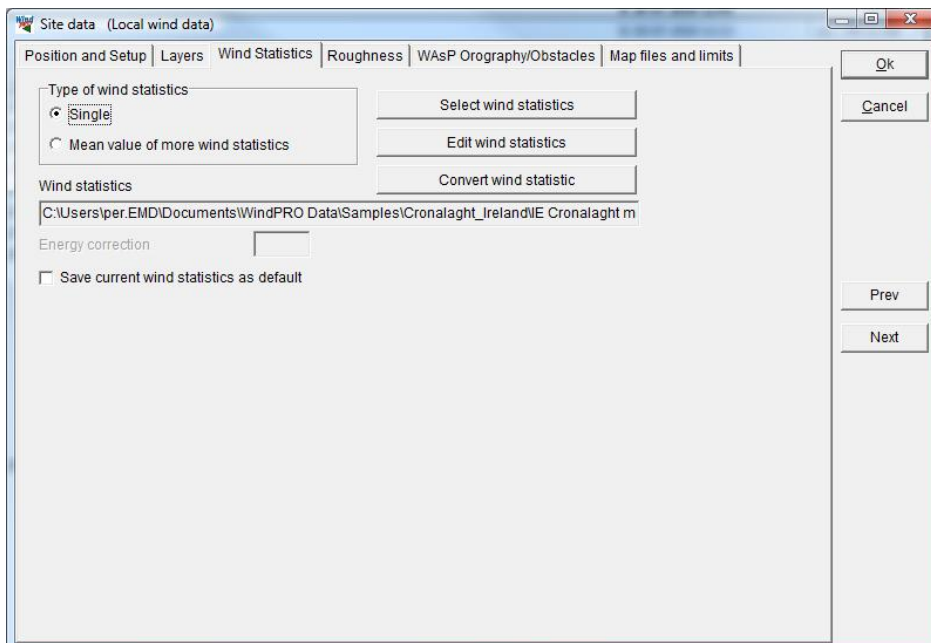 Wind
Site data (Local wind data)
Position and Setup Layers Wind Statistics Roughness WAsP Orography/Obstacles Map files and limits
Ok
Cancel
Type of wind statistics
Single
Mean value of more wind statistics
Select wind statistics
Edit wind statistics
Convert wind statistic
Wind statistics
C:\Users\per.EMD\Documents\WindPRO Data\Samples\Cronalaght_Ireland\IE Cronalaght m
Energy correction
Save current wind statistics as default
Prev
Next